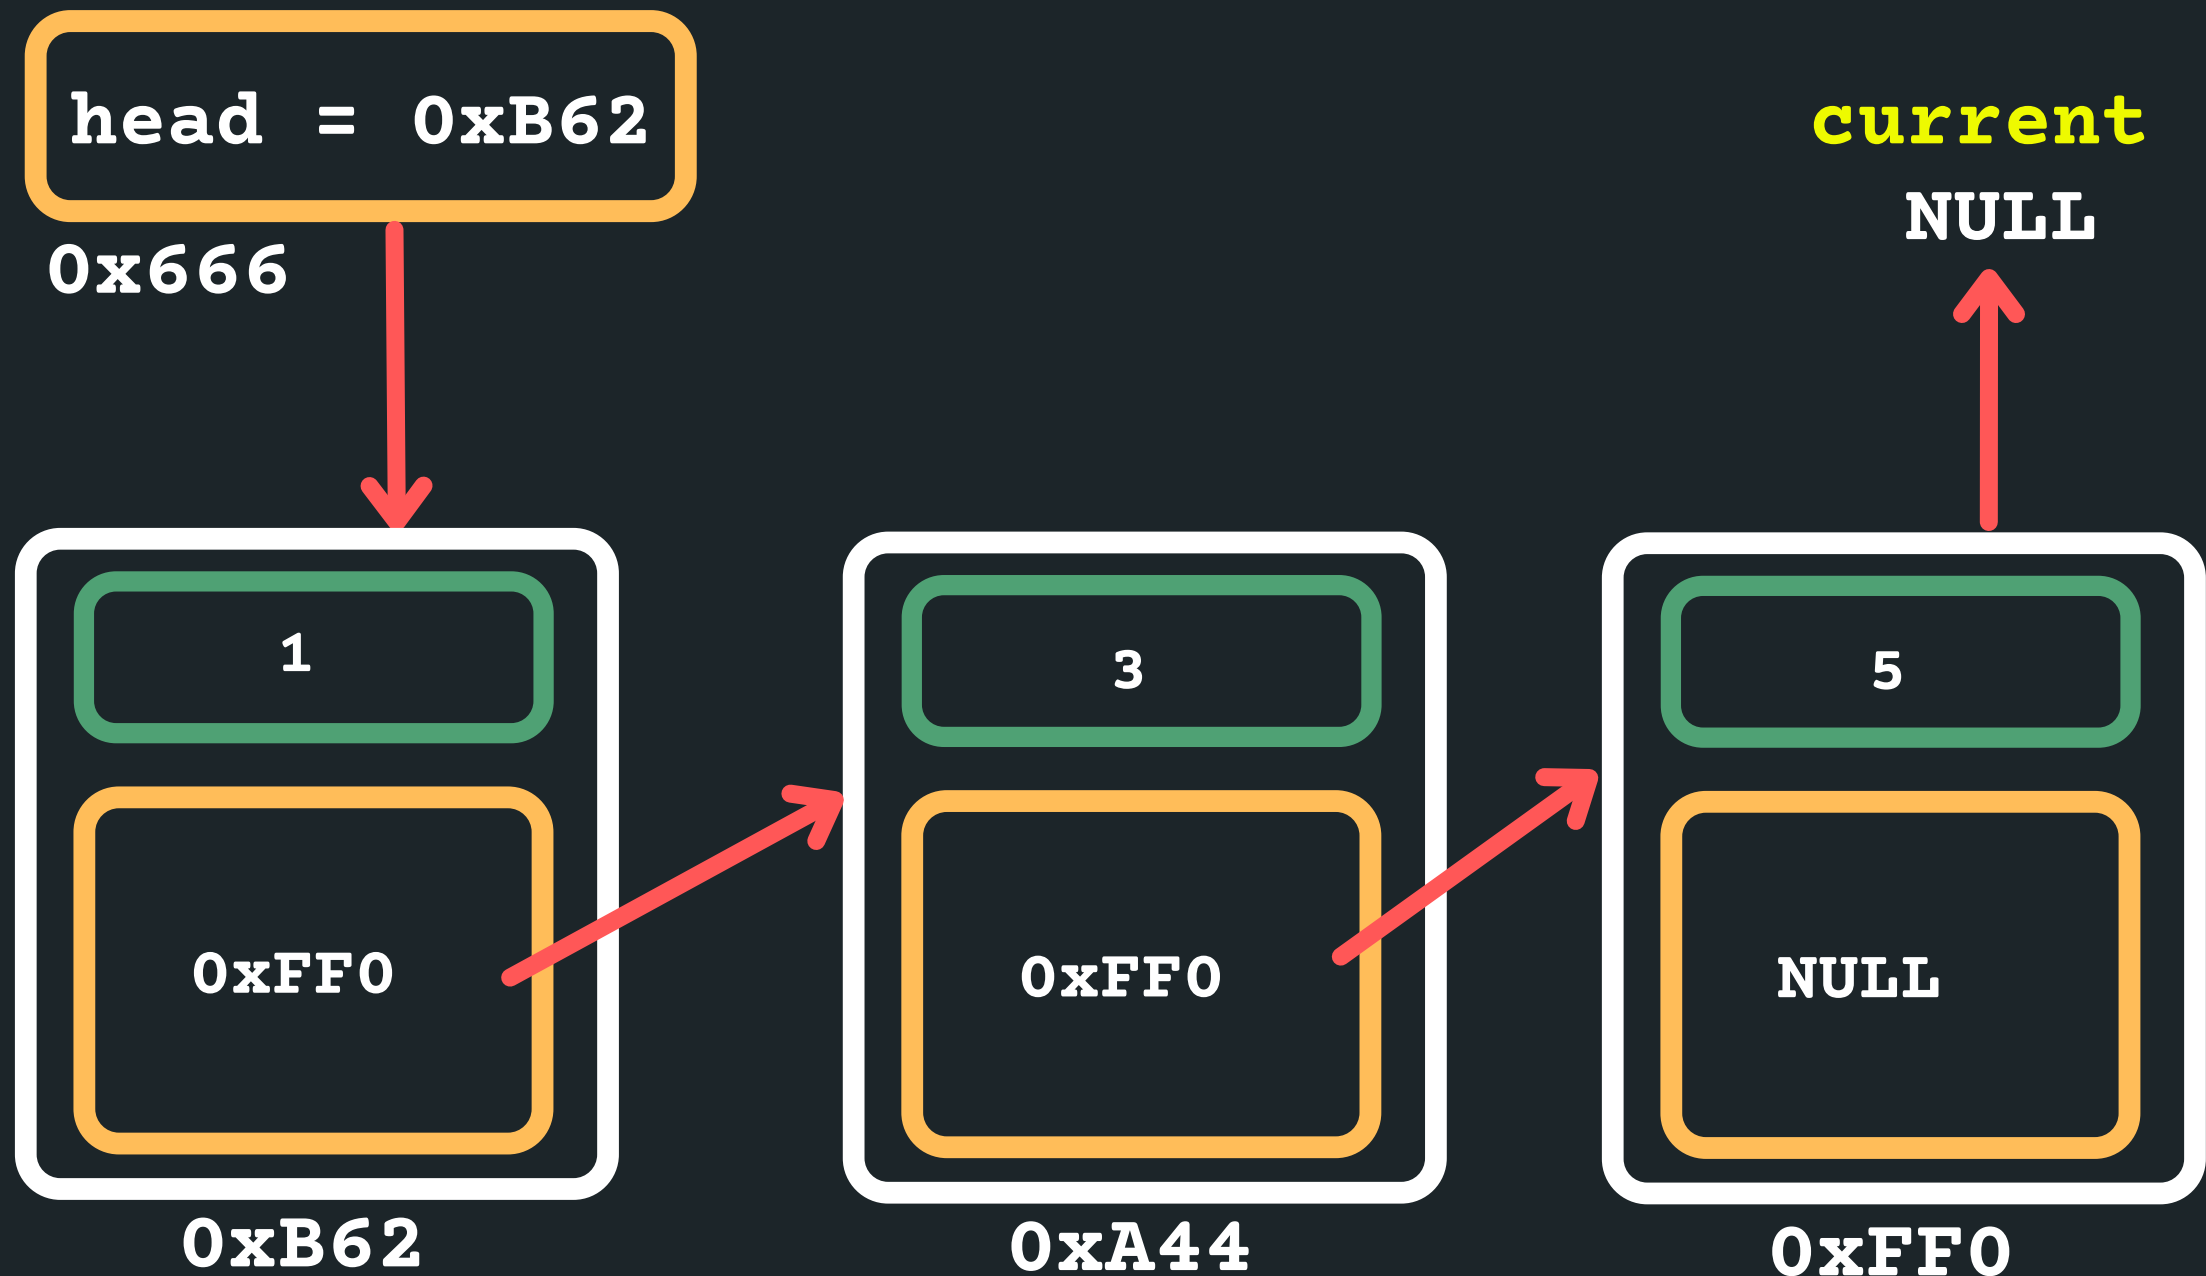 head = 0xB62
current
NULL
0x666
1
3
5
0xFF0
0xFF0
NULL
0xB62
0xA44
0xFF0